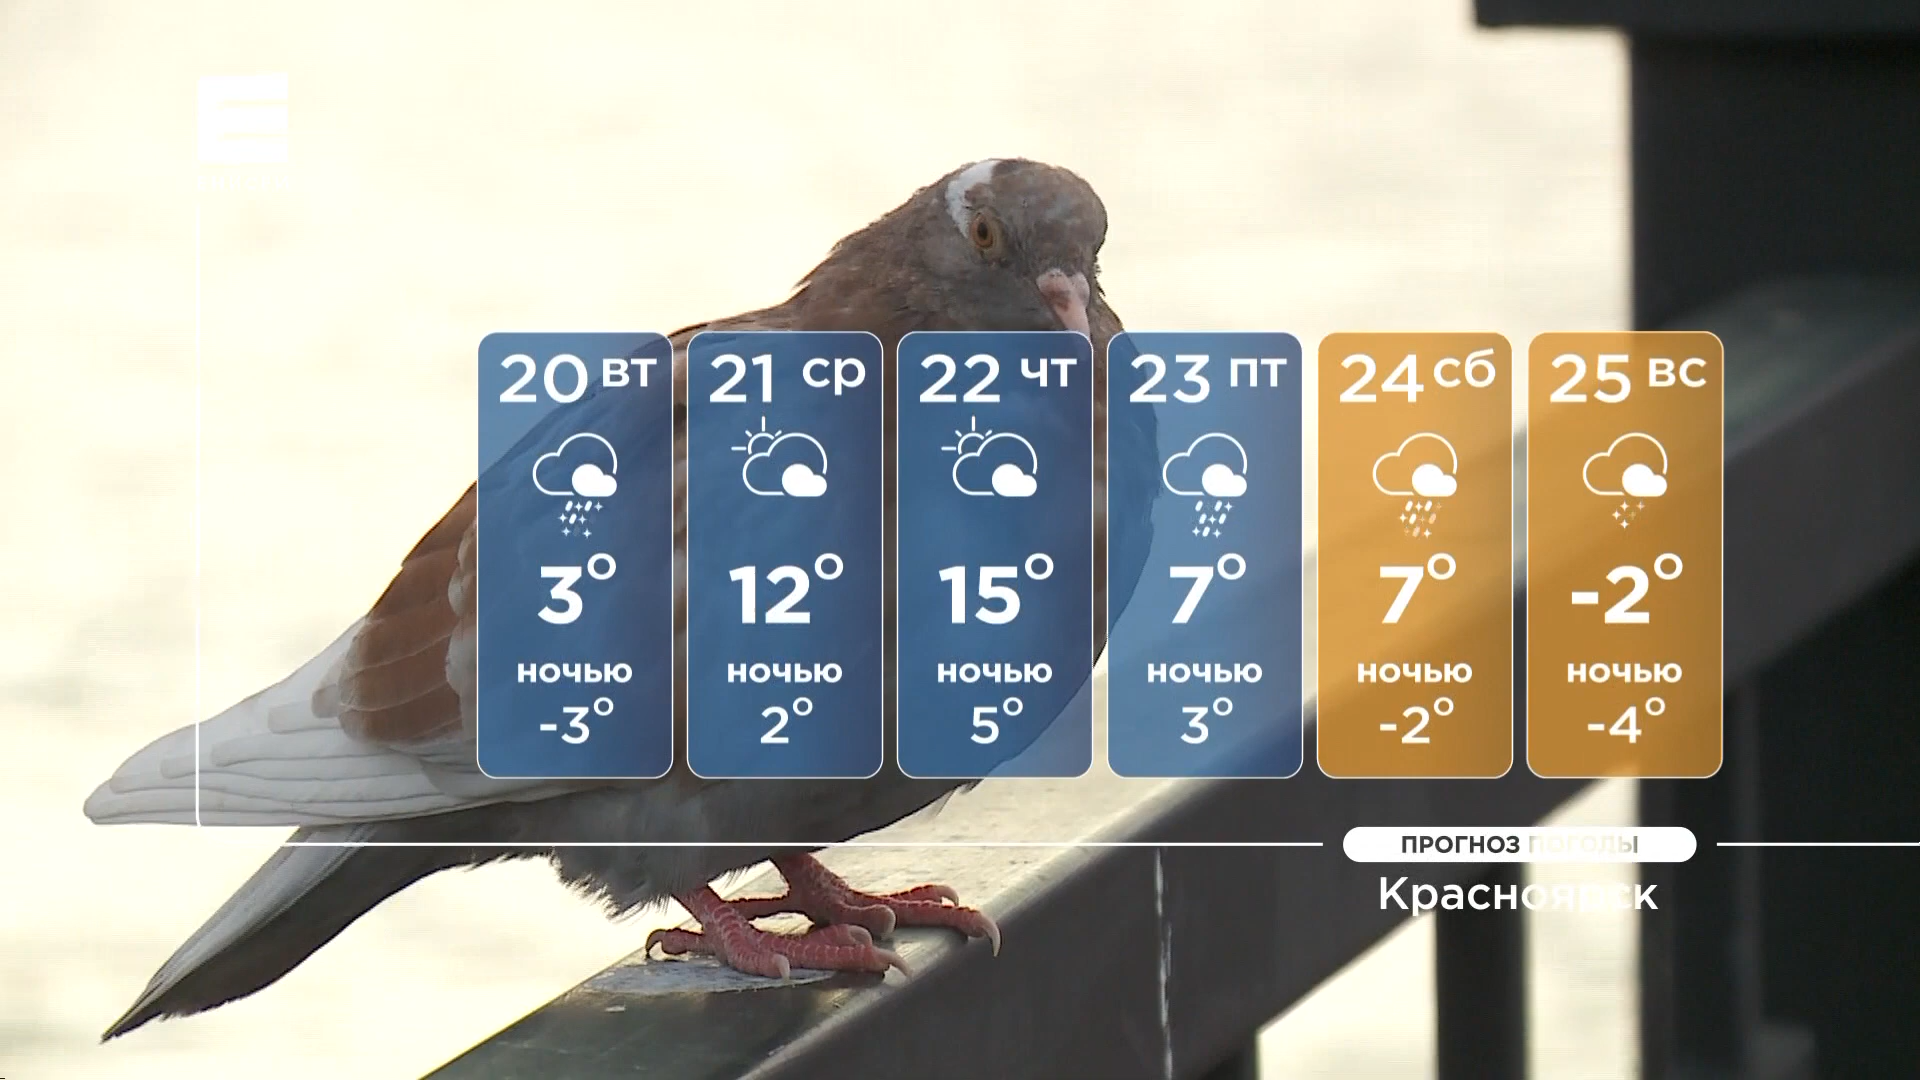 20 вт
21 ср
22 чт
23 пт
24 сб
25 вс
3°
12°
15°
7°
7°
-2°
ночью
ночью
ночью
ночью
ночью
ночью
-3°
2°
5°
3°
-2°
-4°
ПРОГНОЗ ПОГОДЫ
Красноярск